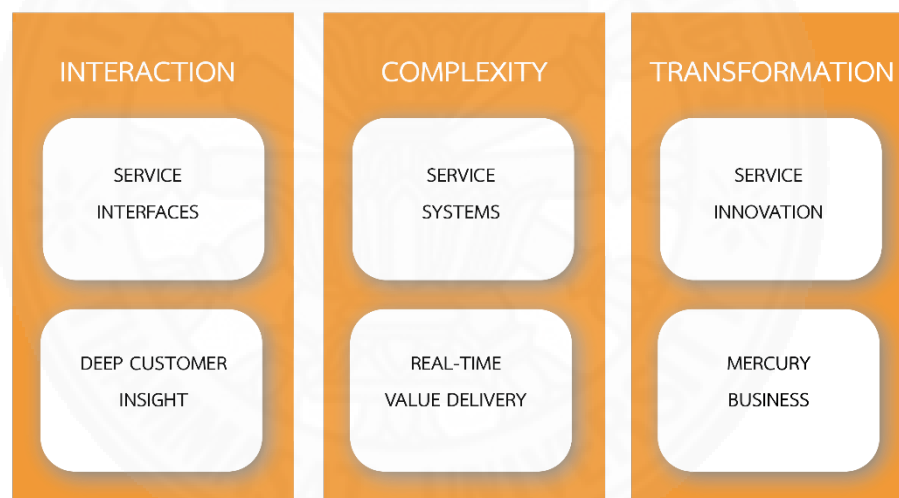 INTERACTION
SERVICE
INTERFACES
DEEP CUSTOMER
INSIGHT
COMPLEXITY
SERVICE
SYSTEMS
REAL-TIME
VALUE DELIVERY
TRANSFORMATION
SERVICE
INNOVATION
MERCURY
BUSINESS